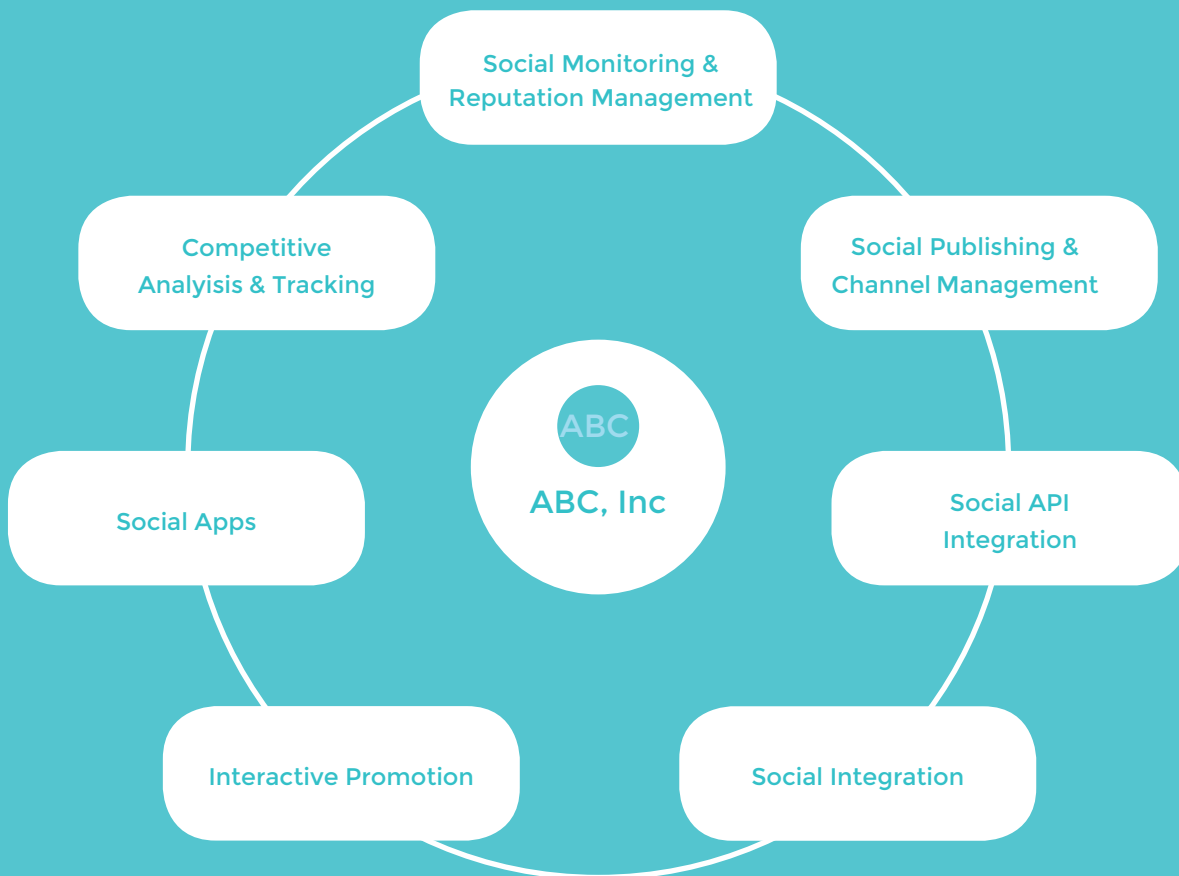 Social Monitoring &
Reputation Management
Competitive
Analyisis & Tracking
Social Publishing &
Channel Management
ABC
ABC, Inc
Social Apps
Social API
Integration
Interactive Promotion
Social Integration